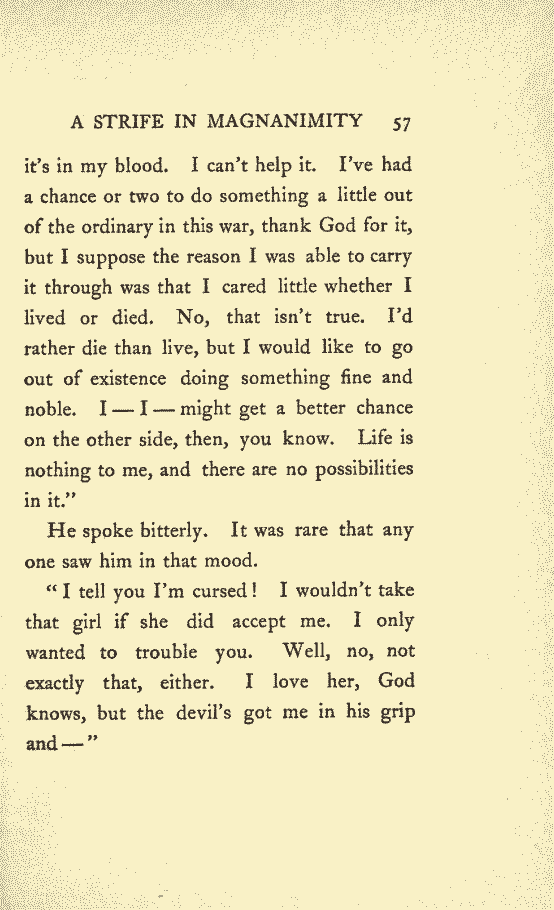 A STRIFE IN MAGNANIMITY 57
it's in my blood. I can't help it. I've had
a chance or two to do something a little out
of the ordinary in this war, thank God for it,
but I suppose the reason I was able to carry
it through was that I cared little whether I
lived or died. No, that isn't true. I'd
rather die than live, but I would like to go
out of existence doing something fine and
noble. I — I — might get a better chance
on the other side, then, you know. Life is
nothing to me, and there are no possibilities
in it."
He spoke bitterly. It was rare that any
one saw him in that mood.
"I tell you I'm cursed! I wouldn't take
that girl if she did accept me. I only
wanted to trouble you. Well, no, not
exactly that, either. I love her, God
knows, but the devil's got me in his grip
and — "